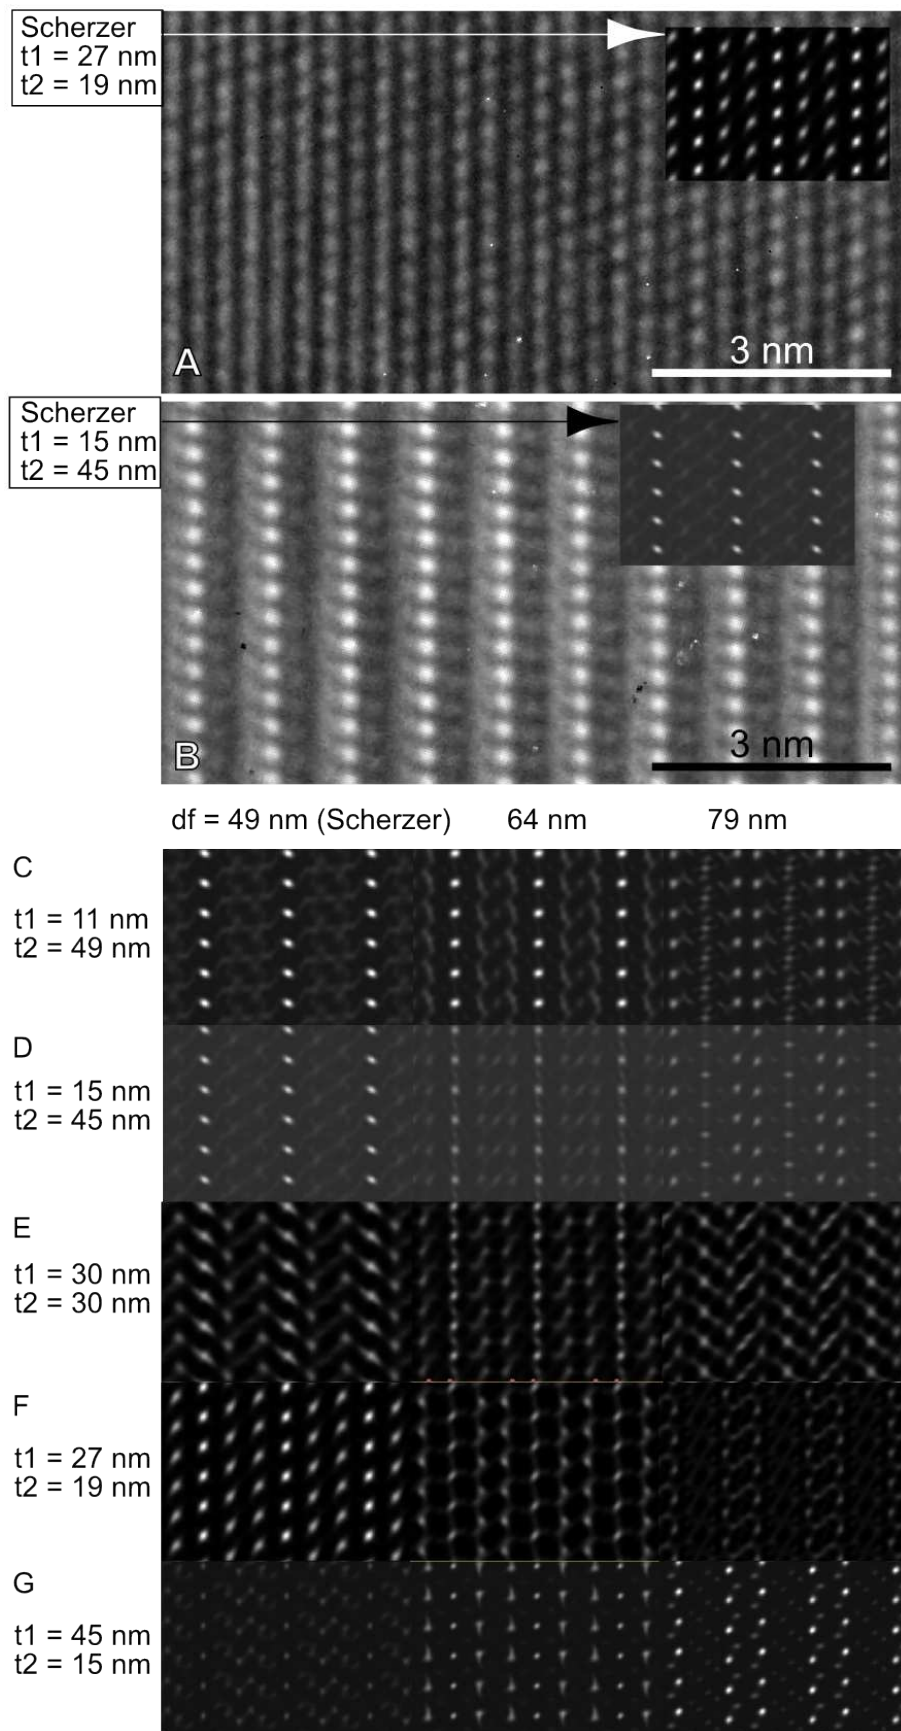 Scherzer
t1 = 27 nm
t2 = 19 nm
3 nm
A
Scherzer
t1 = 15 nm
t2 = 45 nm
3 nm
B
df = 49 nm (Scherzer) 64 nm 79 nm
C
t1 = 11 nm
t2 = 49 nm
D
t1 = 15 nm
t2 = 45 nm
E
t1 = 30 nm
t2 = 30 nm
F
t1 = 27 nm
t2 = 19 nm
G
t1 = 45 nm
t2 = 15 nm